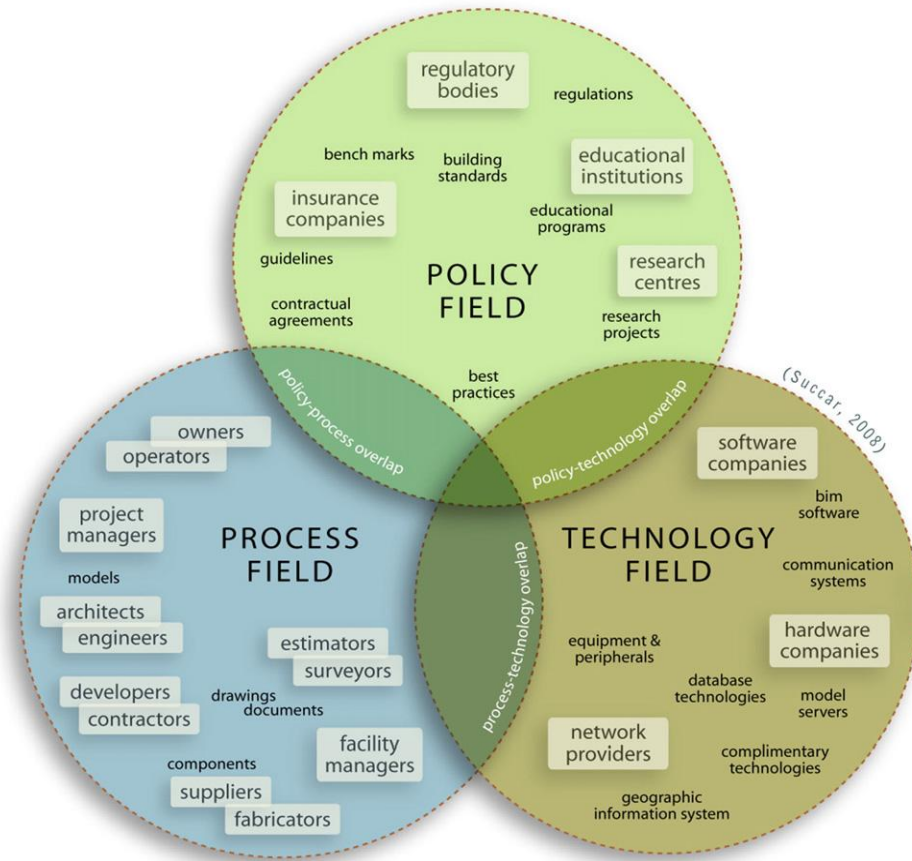 regulatory
bodies
regulations
bench marks
building
standards
educational
institutions
insurance
companies
educational
programs
guidelines
POLICY
FIELD
research
centres
contractual
agreements
research
projects
best
practices
policy-process overlap
policy-technology overlap
(Succar, 2008)
owners
operators
project
managers
PROCESS
FIELD
models
architects
engineers
estimators
surveyors
developers
contractors
drawings
documents
facility
managers
components
suppliers
fabricators
process-technology overlap
software
companies
bim
software
TECHNOLOGY
FIELD
communication
systems
equipment &
peripherals
hardware
companies
database
technologies
model
servers
network
providers
complimentary
technologies
geographic
information system